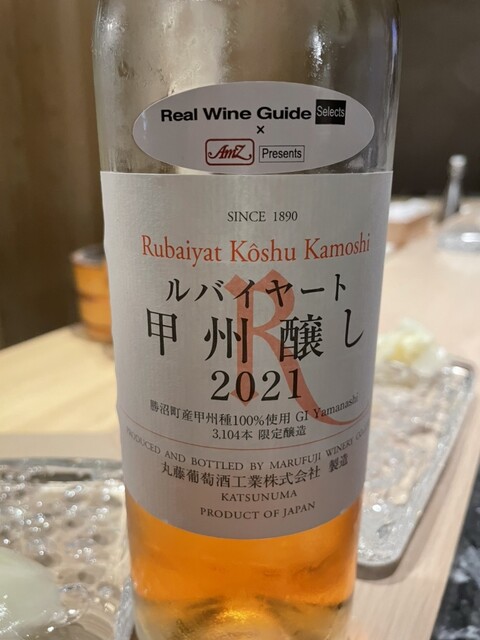 Real Wine Guide Selects
×
AmZ Presents
SINCE 1890
Rubaiyat Kôshu Kamoshi
R
ルバイヤート
甲州醸し
2021
勝沼町産甲州種100%使用 GI Yamanashi
3,104本 限定醸造
PRODUCED AND BOTTLED BY MARUFUJI WINERY CO
丸藤葡萄酒工業株式会社 製造
KATSUNUMA
PRODUCT OF JAPAN